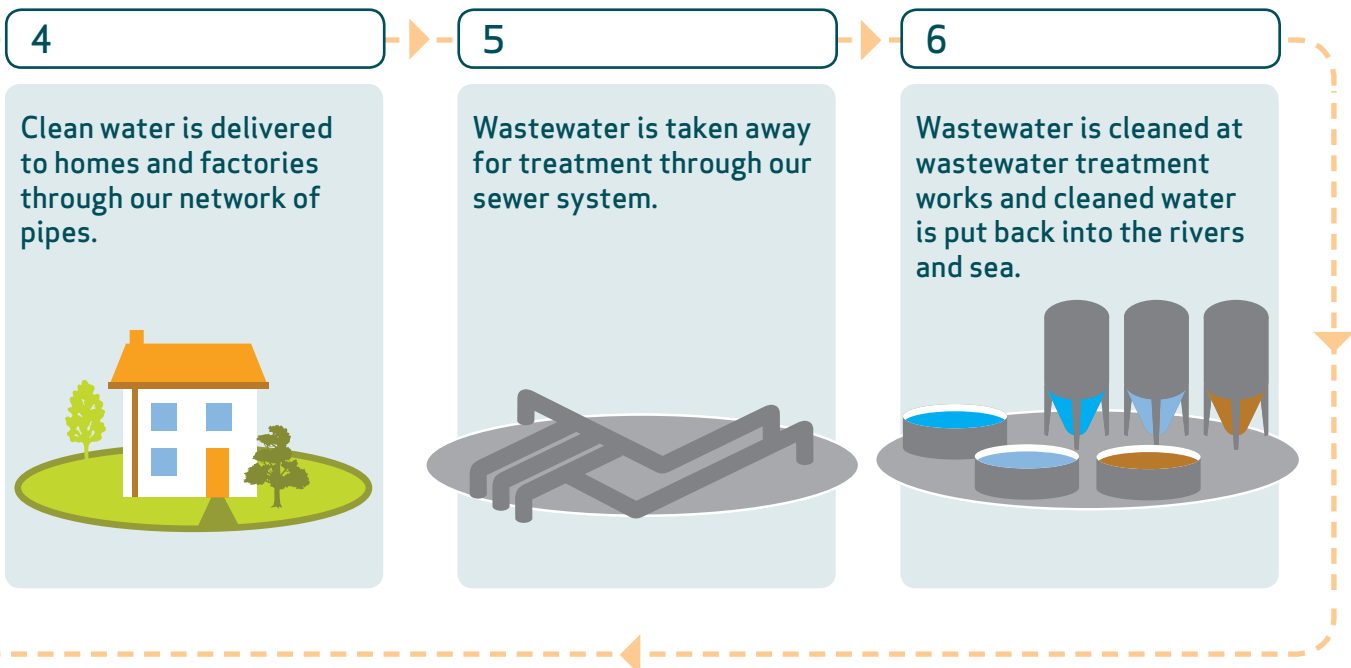 4
Clean water is delivered
to homes and factories
through our network of
pipes.
5
Wastewater is taken away
for treatment through our
sewer system.
6
Wastewater is cleaned at
wastewater treatment
works and cleaned water
is put back into the rivers
and sea.